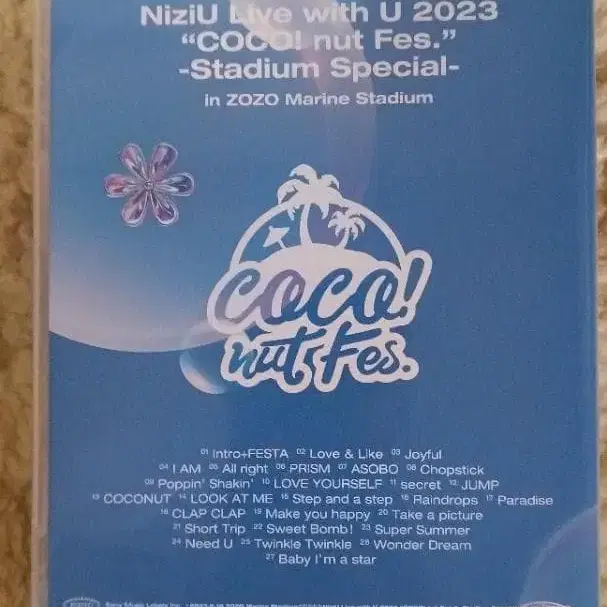 NiziU Live with U 2023
“COCO! nut Fes.”
-Stadium Special-
in ZOZO Marine Stadium
COCO!
nut Fes.
01 Intro+FESTA 02 Love & Like 03 Joyful
04 I AM 05 All right 06 PRISM 07 ASOBO 08 Chopstick
09 Poppin' Shakin' 10 LOVE YOURSELF 11 secret 12 JUMP
13 COCONUT 14 LOOK AT ME 15 Step and a step 16 Raindrops 17 Paradise
18 CLAP CLAP 19 Make you happy 20 Take a picture
21 Short Trip 22 Sweet Bomb! 23 Super Summer
24 Need U 25 Twinkle Twinkle 26 Wonder Dream
27 Baby I'm a star
Sony Music Labels Inc.